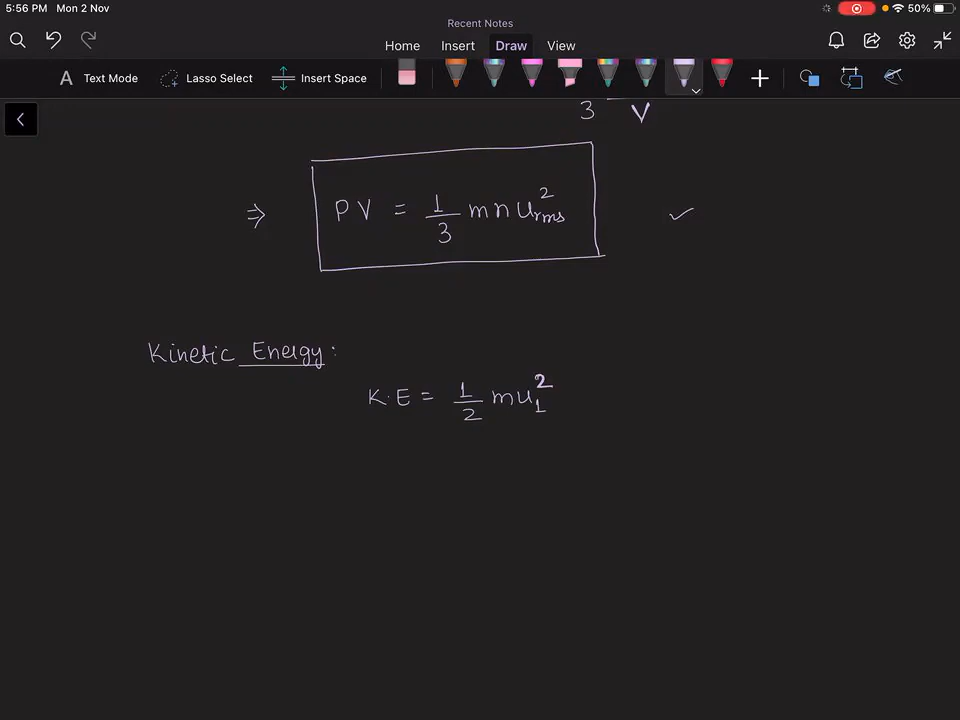 5:56 PM Mon 2 Nov
50%
Recent Notes
Home Insert Draw View
A Text Mode Lasso Select Insert Space
3 V
⇒ PV = 1/3 mnu²rms ✓
Kinetic Energy:
K.E = 1/2 mu₁²